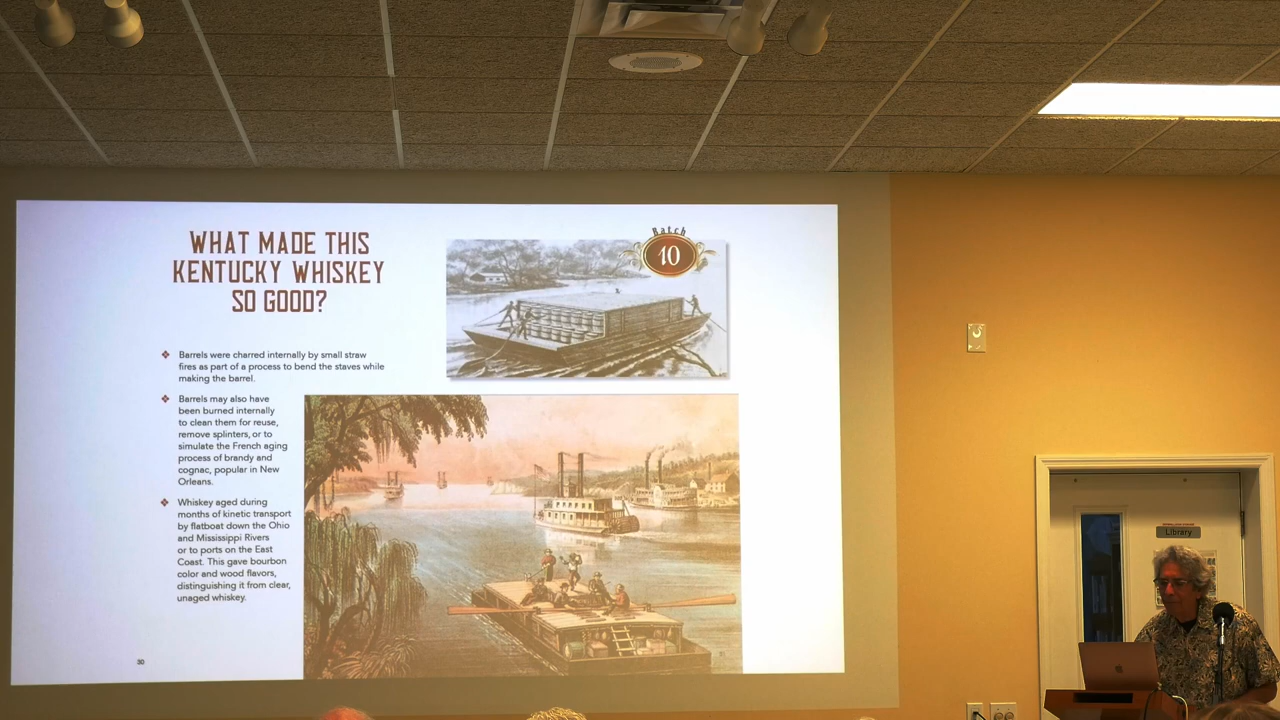 WHAT MADE THIS
KENTUCKY WHISKEY
SO GOOD?
Batch
10
Barrels were charred internally by small straw
fires as part of a process to bend the staves while
making the barrel.
Barrels may also have
been burned internally
to clean them for reuse,
remove splinters, or to
simulate the French aging
process of brandy and
cognac, popular in New
Orleans.
Whiskey aged during
months of kinetic transport
by flatboat down the Ohio
and Mississippi Rivers
or to ports on the East
Coast. This gave bourbon
color and wood flavors,
distinguishing it from clear,
unaged whiskey.
30
31
Library